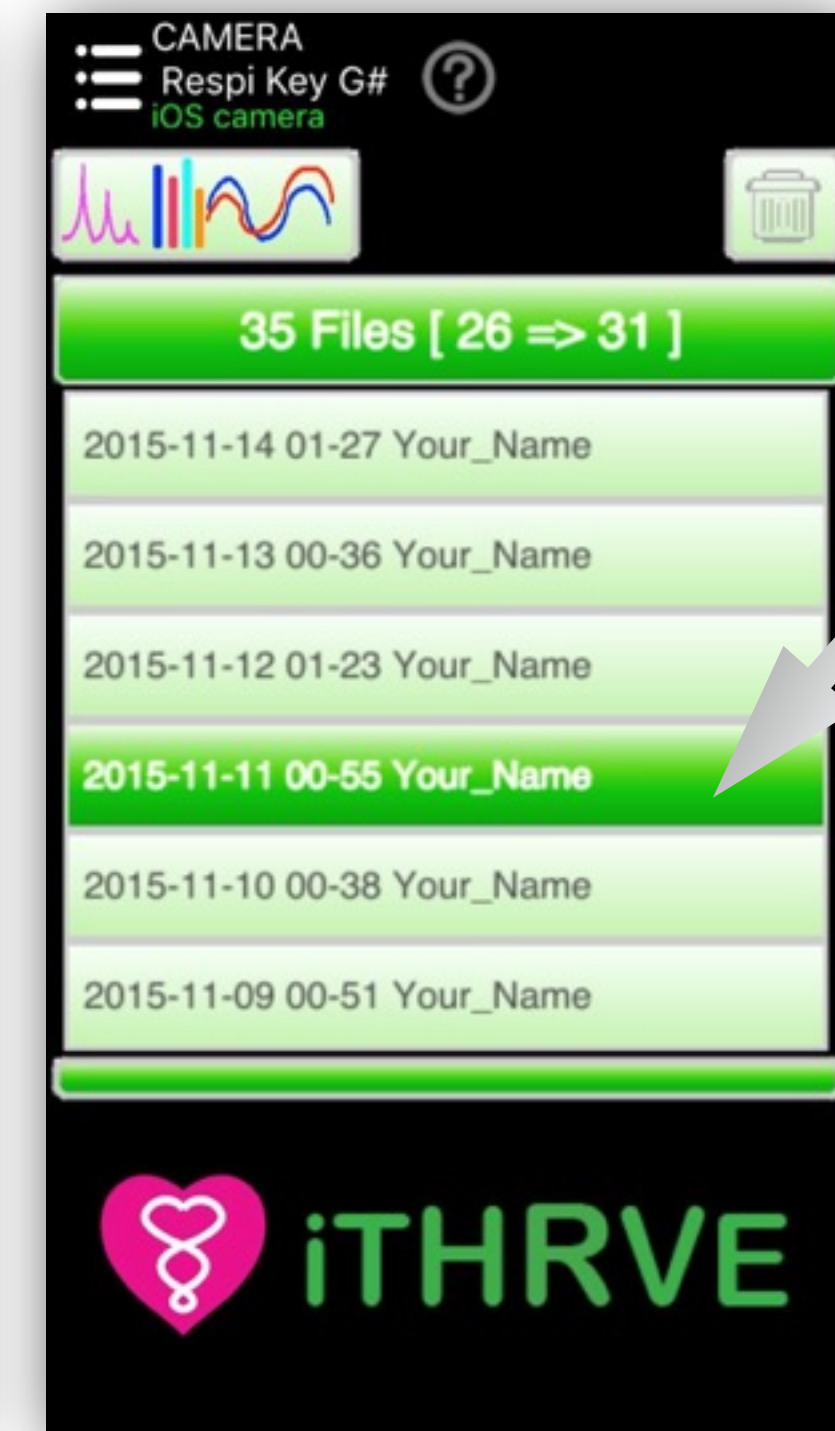 CAMERA
Respi Key G#
iOS camera
?
35 Files [ 26 => 31 ]
2015-11-14 01-27 Your_Name
2015-11-13 00-36 Your_Name
2015-11-12 01-23 Your_Name
2015-11-11 00-55 Your_Name
2015-11-10 00-38 Your_Name
2015-11-09 00-51 Your_Name
iTHRVE